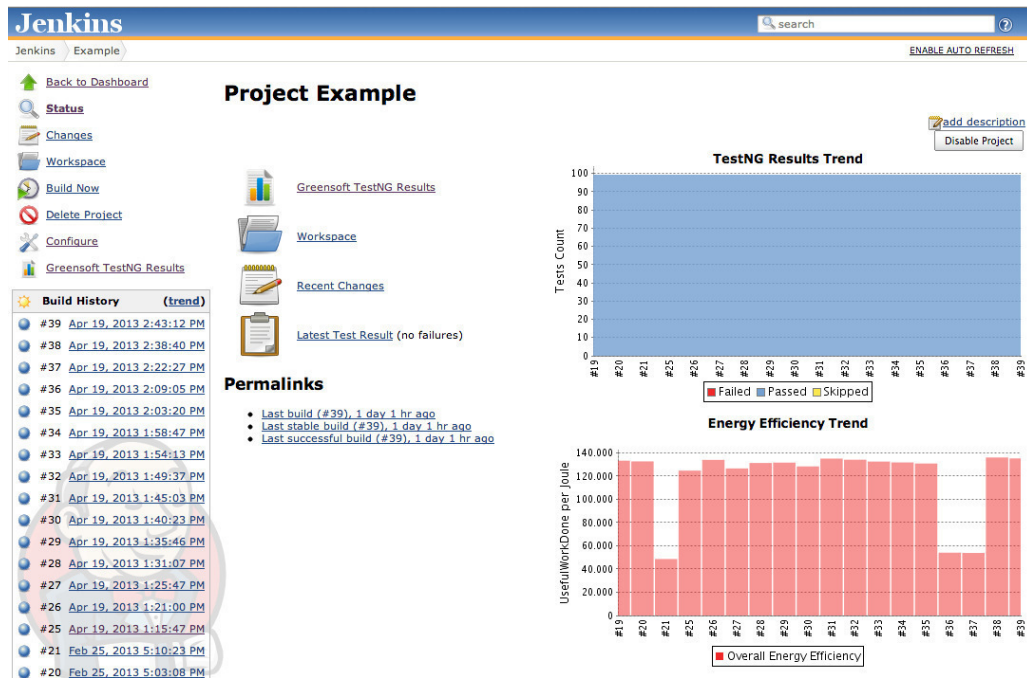 Jenkins
search
?
Jenkins
Example
ENABLE AUTO REFRESH
Back to Dashboard
Status
Changes
Workspace
Build Now
Delete Project
Configure
Greensoft TestNG Results
Build History (trend)
#39 Apr 19, 2013 2:43:12 PM
#38 Apr 19, 2013 2:38:40 PM
#37 Apr 19, 2013 2:22:27 PM
#36 Apr 19, 2013 2:09:05 PM
#35 Apr 19, 2013 2:03:20 PM
#34 Apr 19, 2013 1:58:47 PM
#33 Apr 19, 2013 1:54:13 PM
#32 Apr 19, 2013 1:49:37 PM
#31 Apr 19, 2013 1:45:03 PM
#30 Apr 19, 2013 1:40:23 PM
#29 Apr 19, 2013 1:35:46 PM
#28 Apr 19, 2013 1:31:07 PM
#27 Apr 19, 2013 1:25:47 PM
#26 Apr 19, 2013 1:21:00 PM
#25 Apr 19, 2013 1:15:47 PM
#21 Feb 25, 2013 5:10:23 PM
#20 Feb 25, 2013 5:03:08 PM
Project Example
Greensoft TestNG Results
Workspace
Recent Changes
Latest Test Result (no failures)
Permalinks
Last build (#39), 1 day 1 hr ago
Last stable build (#39), 1 day 1 hr ago
Last successful build (#39), 1 day 1 hr ago
add description
Disable Project
TestNG Results Trend
Tests Count
100
90
80
70
60
50
40
30
20
10
0
#19 #20 #21 #25 #26 #27 #28 #29 #30 #31 #32 #33 #34 #35 #36 #37 #38 #39
Failed Passed Skipped
Energy Efficiency Trend
UsefulWorkDone per Joule
140.000
120.000
100.000
80.000
60.000
40.000
20.000
0
#19 #20 #21 #25 #26 #27 #28 #29 #30 #31 #32 #33 #34 #35 #36 #37 #38 #39
Overall Energy Efficiency